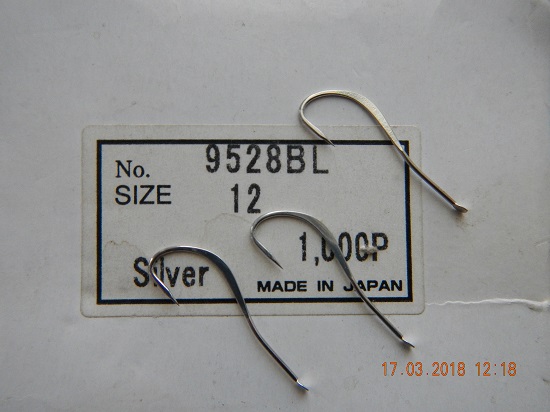 No. 9528BL
SIZE 12
1,000P
Silver
MADE IN JAPAN
17.03.2018 12:18